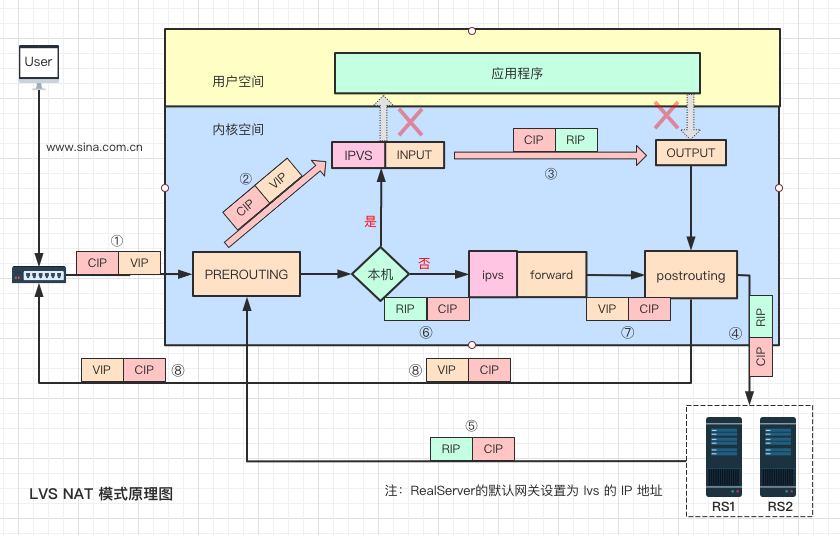 User
用户空间
应用程序
www.sina.com.cn
内核空间
②
CIP VIP
IPVS INPUT
CIP RIP
③
OUTPUT
是
①
CIP VIP
PREROUTING
本机
否
ipvs forward
postrouting
RIP CIP
⑥
VIP CIP
⑦
④
RIP
CIP
VIP CIP ⑧
⑧ VIP CIP
⑤
RIP CIP
LVS NAT 模式原理图
注：RealServer的默认网关设置为 lvs 的 IP 地址
RS1 RS2